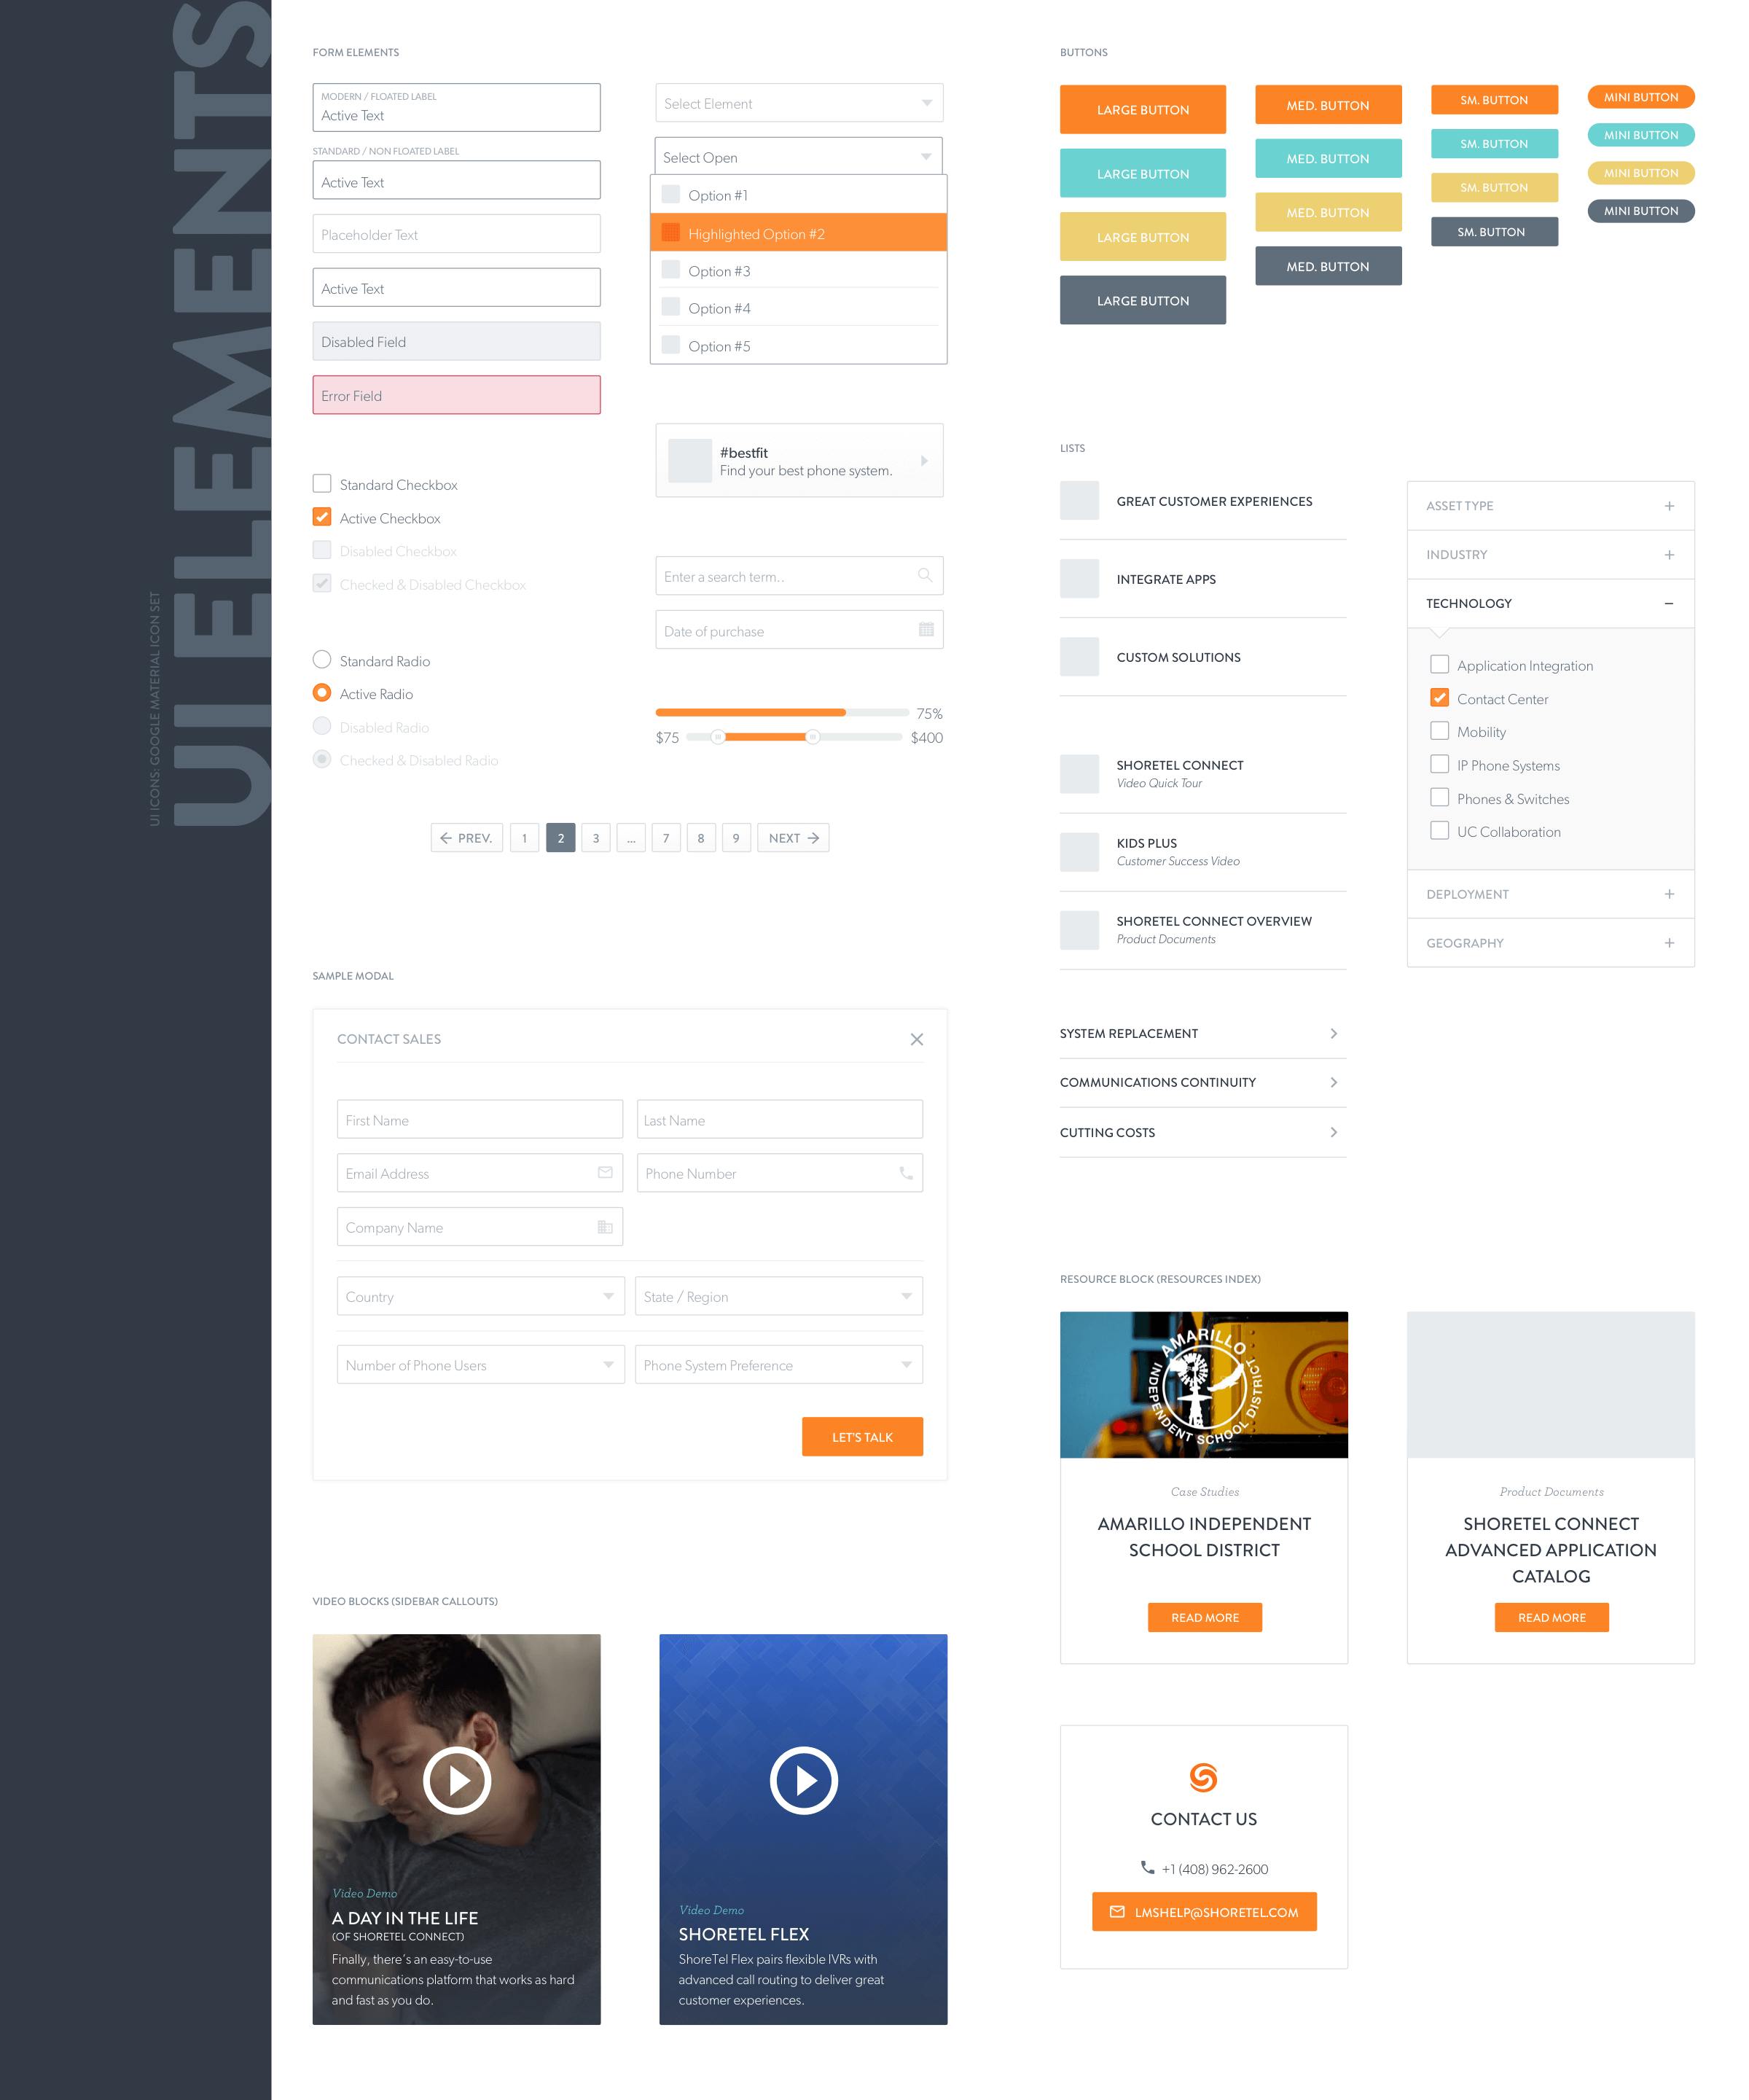 UI ELEMENTS
UI ICONS: GOOGLE MATERIAL ICON SET
FORM ELEMENTS
MODERN / FLOATED LABEL
Active Text
STANDARD / NON FLOATED LABEL
Active Text
Placeholder Text
Active Text
Disabled Field
Error Field
Select Element
Select Open
Option #1
Highlighted Option #2
Option #3
Option #4
Option #5
#bestfit
Find your best phone system.
Standard Checkbox
Active Checkbox
Disabled Checkbox
Checked & Disabled Checkbox
Enter a search term..
Date of purchase
Standard Radio
Active Radio
Disabled Radio
Checked & Disabled Radio
75%
$75 $400
PREV. 1 2 3 ... 7 8 9 NEXT
SAMPLE MODAL
CONTACT SALES
First Name Last Name
Email Address Phone Number
Company Name
Country State / Region
Number of Phone Users Phone System Preference
LET'S TALK
VIDEO BLOCKS (SIDEBAR CALLOUTS)
Video Demo
A DAY IN THE LIFE
(OF SHORETEL CONNECT)
Finally, there's an easy-to-use
communications platform that works as hard
and fast as you do.
Video Demo
SHORETEL FLEX
ShoreTel Flex pairs flexible IVRs with
advanced call routing to deliver great
customer experiences.
BUTTONS
LARGE BUTTON
LARGE BUTTON
LARGE BUTTON
LARGE BUTTON
MED. BUTTON
MED. BUTTON
MED. BUTTON
MED. BUTTON
SM. BUTTON
SM. BUTTON
SM. BUTTON
SM. BUTTON
MINI BUTTON
MINI BUTTON
MINI BUTTON
MINI BUTTON
LISTS
GREAT CUSTOMER EXPERIENCES
INTEGRATE APPS
CUSTOM SOLUTIONS
SHORETEL CONNECT
Video Quick Tour
KIDS PLUS
Customer Success Video
SHORETEL CONNECT OVERVIEW
Product Documents
SYSTEM REPLACEMENT
COMMUNICATIONS CONTINUITY
CUTTING COSTS
ASSET TYPE
INDUSTRY
TECHNOLOGY
Application Integration
Contact Center
Mobility
IP Phone Systems
Phones & Switches
UC Collaboration
DEPLOYMENT
GEOGRAPHY
RESOURCE BLOCK (RESOURCES INDEX)
AMARILLO
INDEPENDENT SCHOOL DISTRICT
Case Studies
AMARILLO INDEPENDENT
SCHOOL DISTRICT
READ MORE
Product Documents
SHORETEL CONNECT
ADVANCED APPLICATION
CATALOG
READ MORE
CONTACT US
+1 (408) 962-2600
LMSHELP@SHORETEL.COM